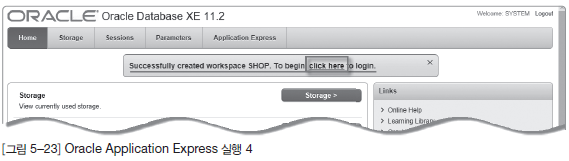 ORACLE Oracle Database XE 11.2
Welcome: SYSTEM Logout
Home Storage Sessions Parameters Application Express
Successfully created workspace SHOP. To begin click here to login. ×
Storage
View currently used storage.
Storage >
Links
> Online Help
> Learning Library
[그림 5-23] Oracle Application Express 실행 4